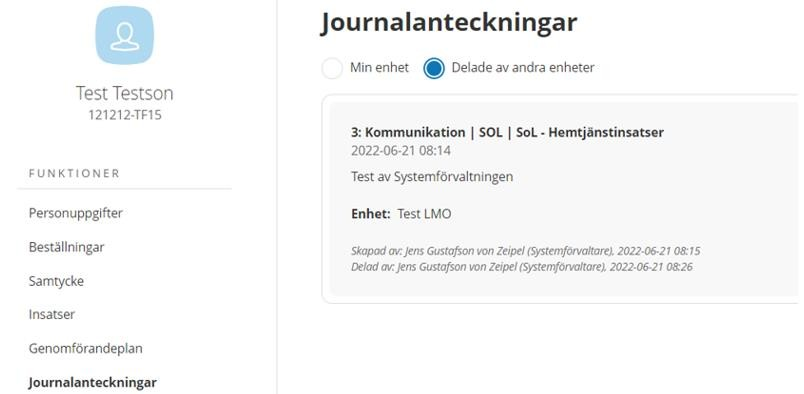 Test Testson
121212-TF15
FUNKTIONER
Personuppgifter
Beställningar
Samtycke
Insatser
Genomförandeplan
Journalanteckningar
Journalanteckningar
Min enhet Delade av andra enheter
3: Kommunikation | SOL | SoL - Hemtjänstinsatser
2022-06-21 08:14
Test av Systemförvaltningen
Enhet: Test LMO
Skapad av: Jens Gustafson von Zeipel (Systemförvaltare), 2022-06-21 08:15
Delad av: Jens Gustafson von Zeipel (Systemförvaltare), 2022-06-21 08:26